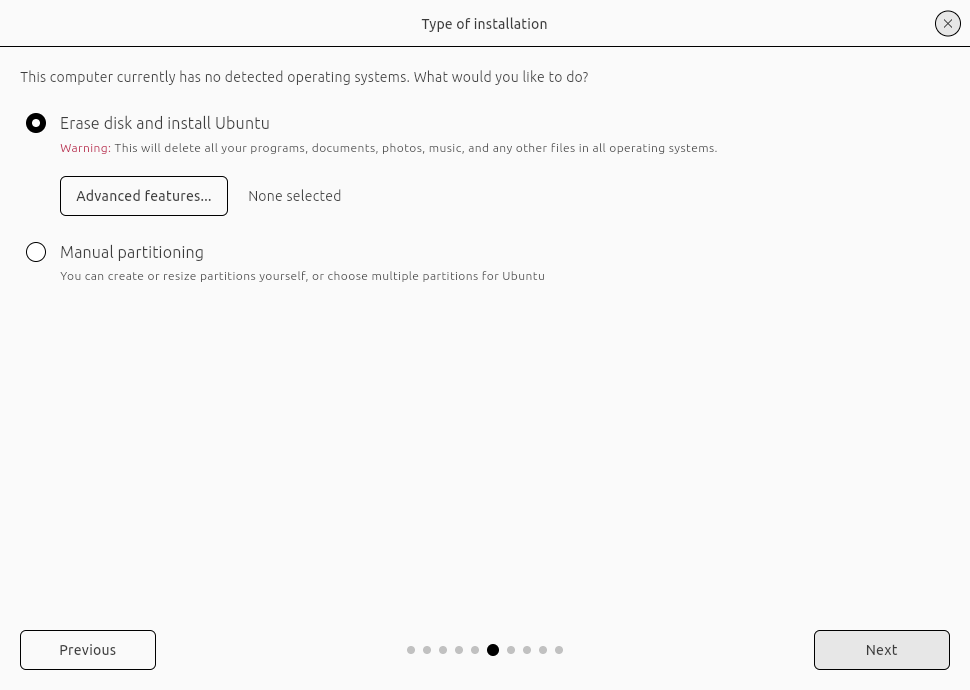 Type of installation
This computer currently has no detected operating systems. What would you like to do?
Erase disk and install Ubuntu
Warning: This will delete all your programs, documents, photos, music, and any other files in all operating systems.
Advanced features... None selected
Manual partitioning
You can create or resize partitions yourself, or choose multiple partitions for Ubuntu
Previous Next